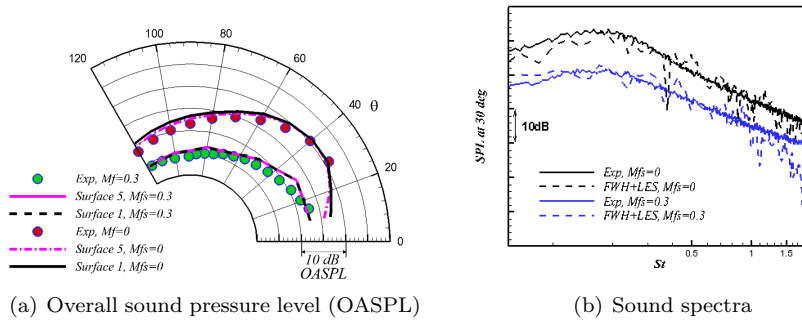 120
100
80
60
40
θ
20
0
Exp, Mf=0.3
Surface 5, Mfs=0.3
Surface 1, Mfs=0.3
Exp, Mf=0
Surface 5, Mfs=0
Surface 1, Mfs=0
10 dB
OASPL
(a) Overall sound pressure level (OASPL)
SPL at 30 deg
10dB
Exp, Mfs=0
FWH+LES, Mfs=0
Exp, Mfs=0.3
FWH+LES, Mfs=0.3
0.5
1
1.5
St
(b) Sound spectra